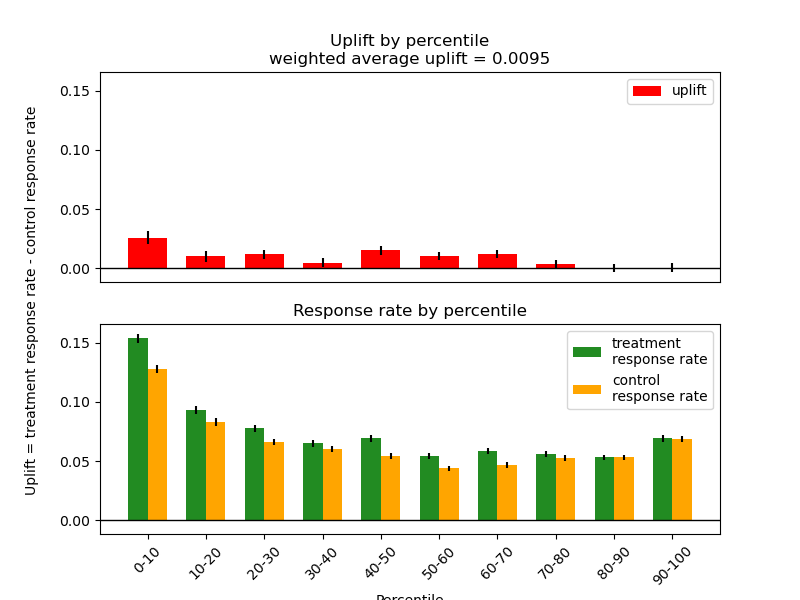 Uplift by percentile
weighted average uplift = 0.0095
uplift
0.15
0.10
0.05
0.00
Uplift = treatment response rate - control response rate
Response rate by percentile
treatment
response rate
control
response rate
0.15
0.10
0.05
0.00
0-10
10-20
20-30
30-40
40-50
50-60
60-70
70-80
80-90
90-100
Percentile